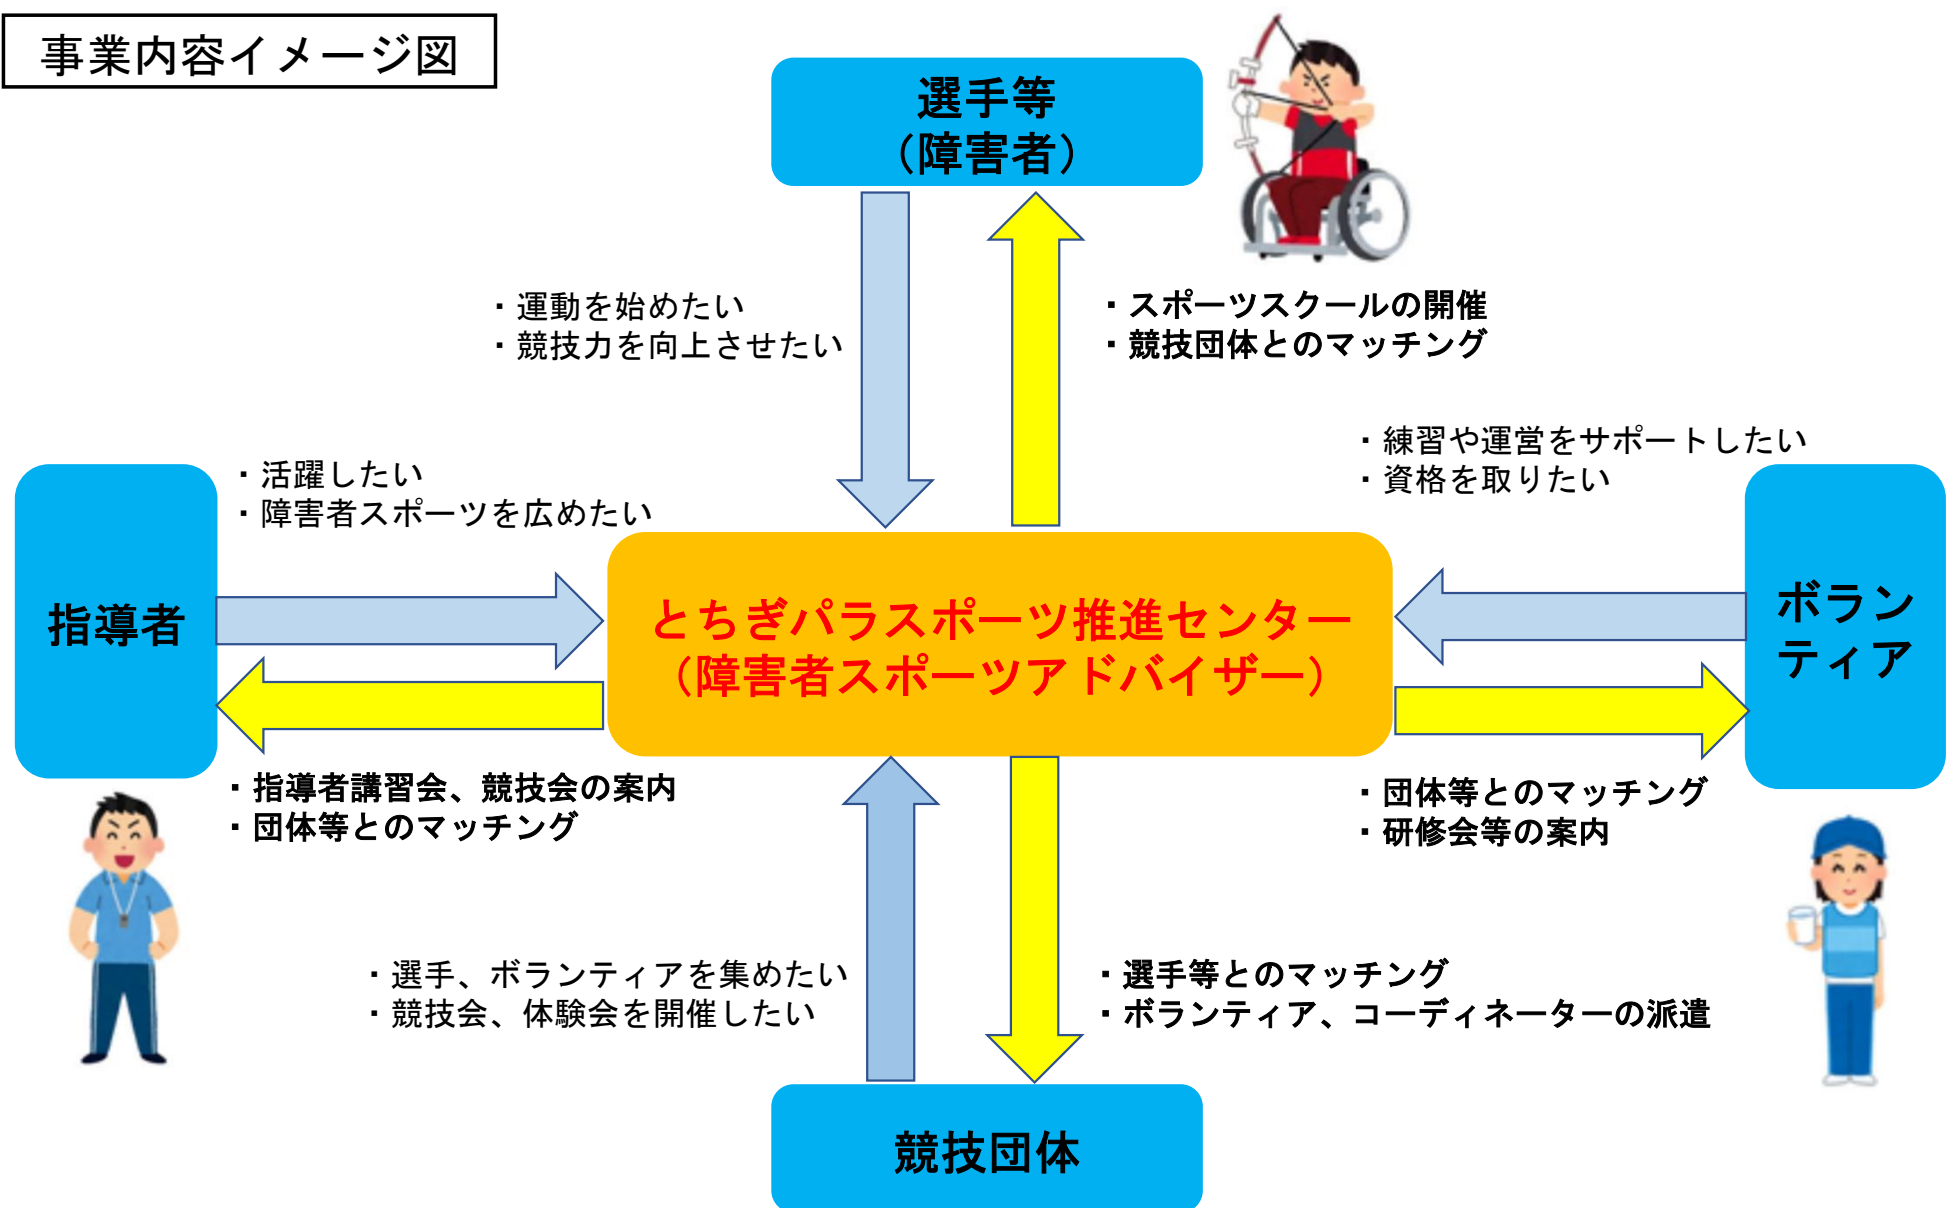 事業内容イメージ図
選手等
（障害者）
・運動を始めたい
・競技力を向上させたい
・スポーツスクールの開催
・競技団体とのマッチング
・活躍したい
・障害者スポーツを広めたい
・練習や運営をサポートしたい
・資格を取りたい
指導者
とちぎパラスポーツ推進センター
（障害者スポーツアドバイザー）
ボラン
ティア
・指導者講習会、競技会の案内
・団体等とのマッチング
・団体等とのマッチング
・研修会等の案内
・選手、ボランティアを集めたい
・競技会、体験会を開催したい
・選手等とのマッチング
・ボランティア、コーディネーターの派遣
競技団体